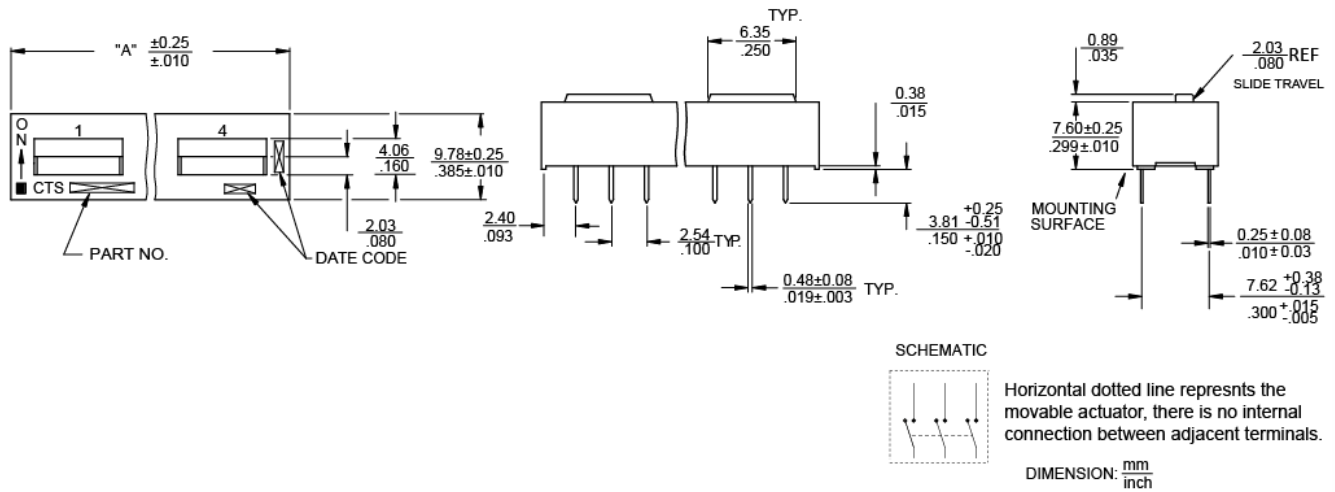 "A" ±0.25
±.010
O
N
1
4
CTS
4.06
.160
9.78±0.25
.385±.010
2.03
.080
PART NO.
DATE CODE
TYP.
6.35
.250
0.38
.015
2.40
.093
2.54
.100
TYP.
3.81 +0.25
-0.51
.150 +.010
-.020
0.48±0.08
.019±.003
TYP.
0.89
.035
2.03
.080
REF
SLIDE TRAVEL
7.60±0.25
.299±.010
MOUNTING
SURFACE
0.25±0.08
.010±0.03
7.62 +0.38
-0.13
.300 +.015
-.005
SCHEMATIC
Horizontal dotted line represnts the
movable actuator, there is no internal
connection between adjacent terminals.
DIMENSION: mm
inch